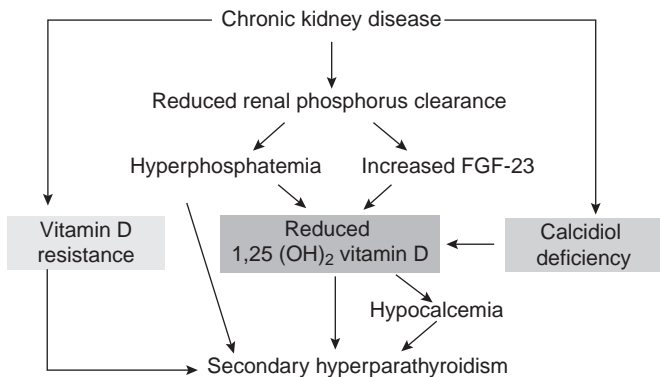 Chronic kidney disease
Reduced renal phosphorus clearance
Hyperphosphatemia
Increased FGF-23
Vitamin D
resistance
Reduced
1,25 (OH)₂ vitamin D
Calcidiol
deficiency
Hypocalcemia
Secondary hyperparathyroidism